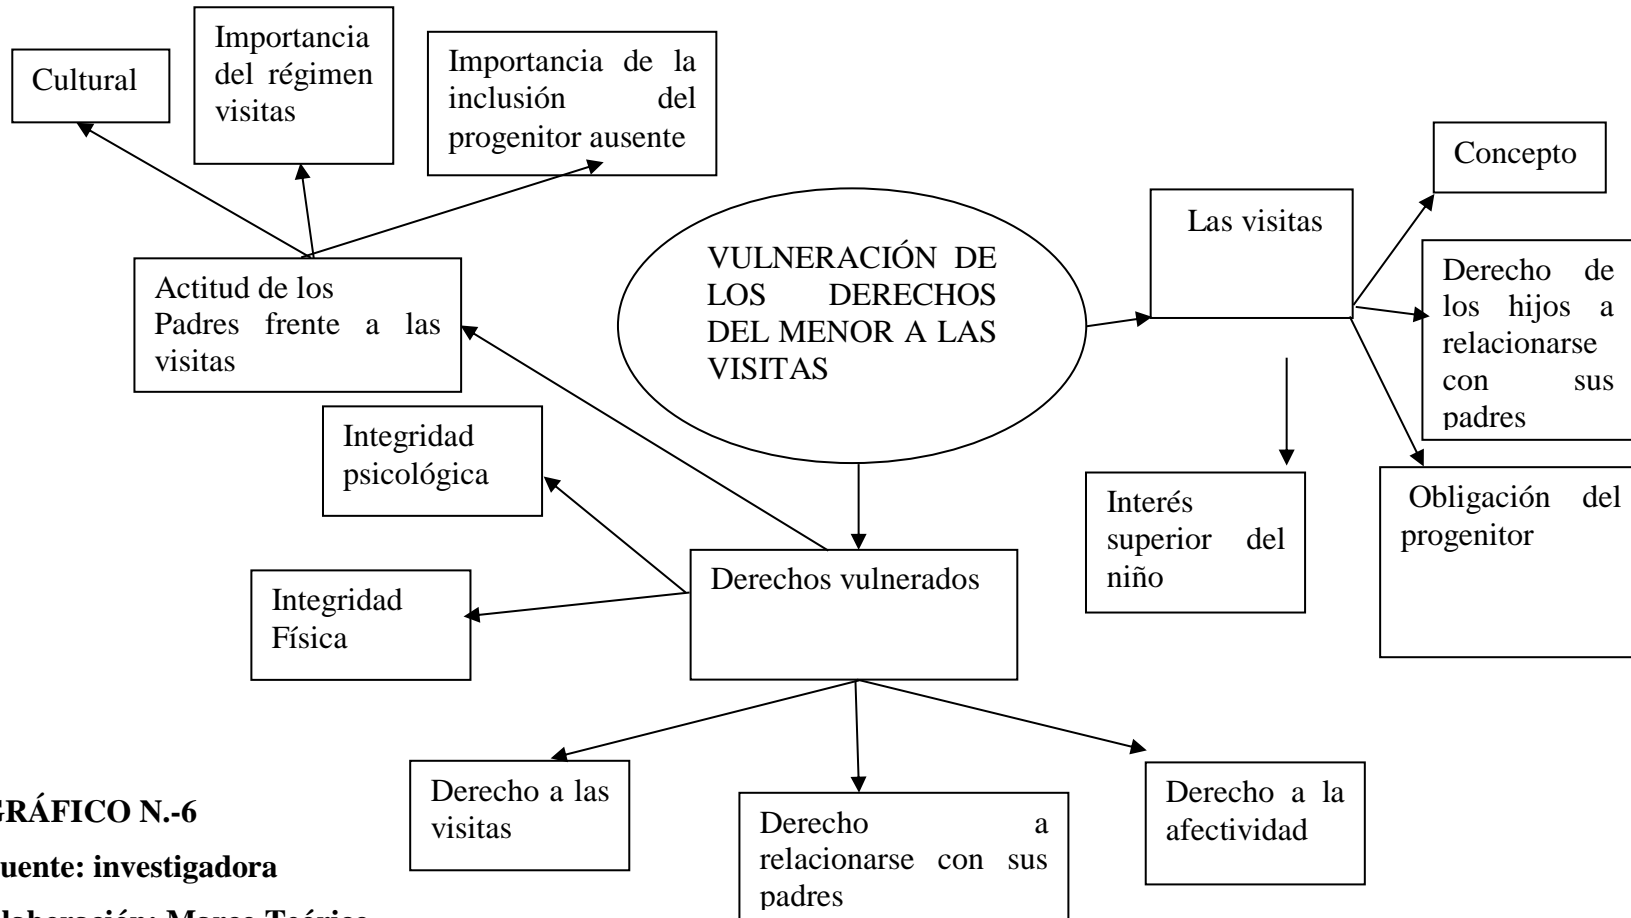 Cultural
Importancia
del régimen
visitas
Importancia de la
inclusión del
progenitor ausente
Concepto
Las visitas
VULNERACIÓN DE
LOS DERECHOS
DEL MENOR A LAS
VISITAS
Derecho de
los hijos a
relacionarse
con sus
padres
Actitud de los
Padres frente a las
visitas
Integridad
psicológica
Interés
superior del
niño
Obligación del
progenitor
Derechos vulnerados
Integridad
Física
Derecho a las
visitas
Derecho a
relacionarse con sus
padres
Derecho a la
afectividad
GRÁFICO N.-6
uente: investigadora
laboración: Marco Teórico